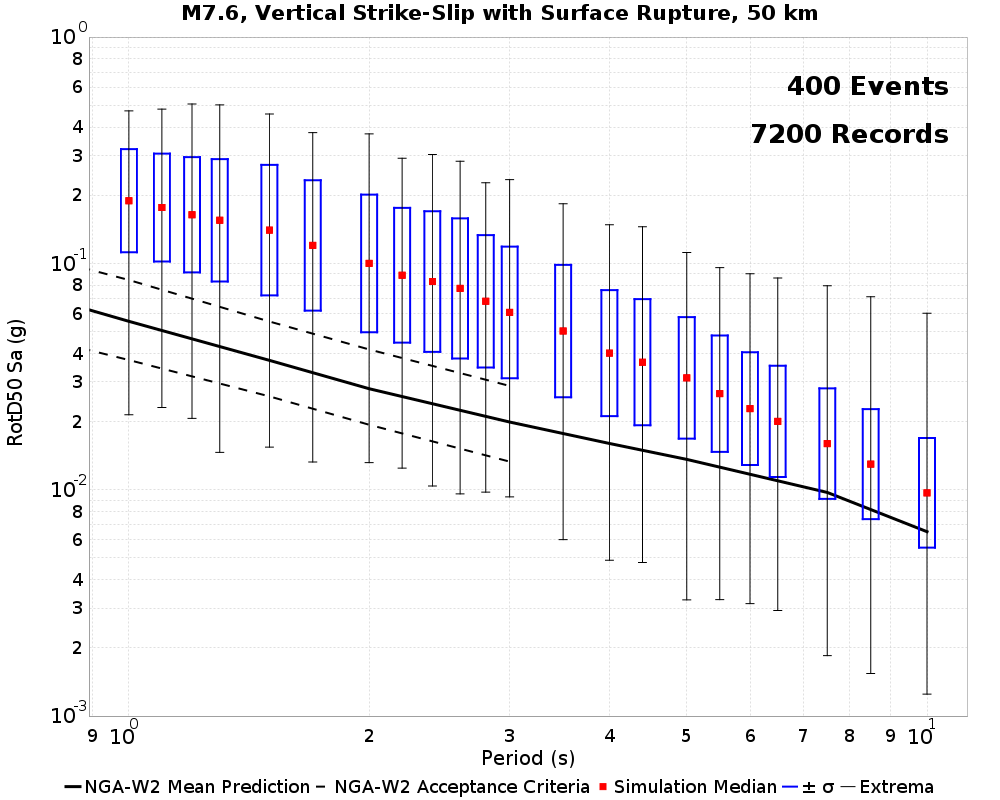 M7.6, Vertical Strike-Slip with Surface Rupture, 50 km
400 Events
7200 Records
RotD50 Sa (g)
10^0
8
6
4
3
2
10^-1
8
6
4
3
2
10^-2
8
6
4
3
2
10^-3
9 10^0 2 3 4 5 6 7 8 9 10^1
Period (s)
NGA-W2 Mean Prediction NGA-W2 Acceptance Criteria Simulation Median ± σ Extrema